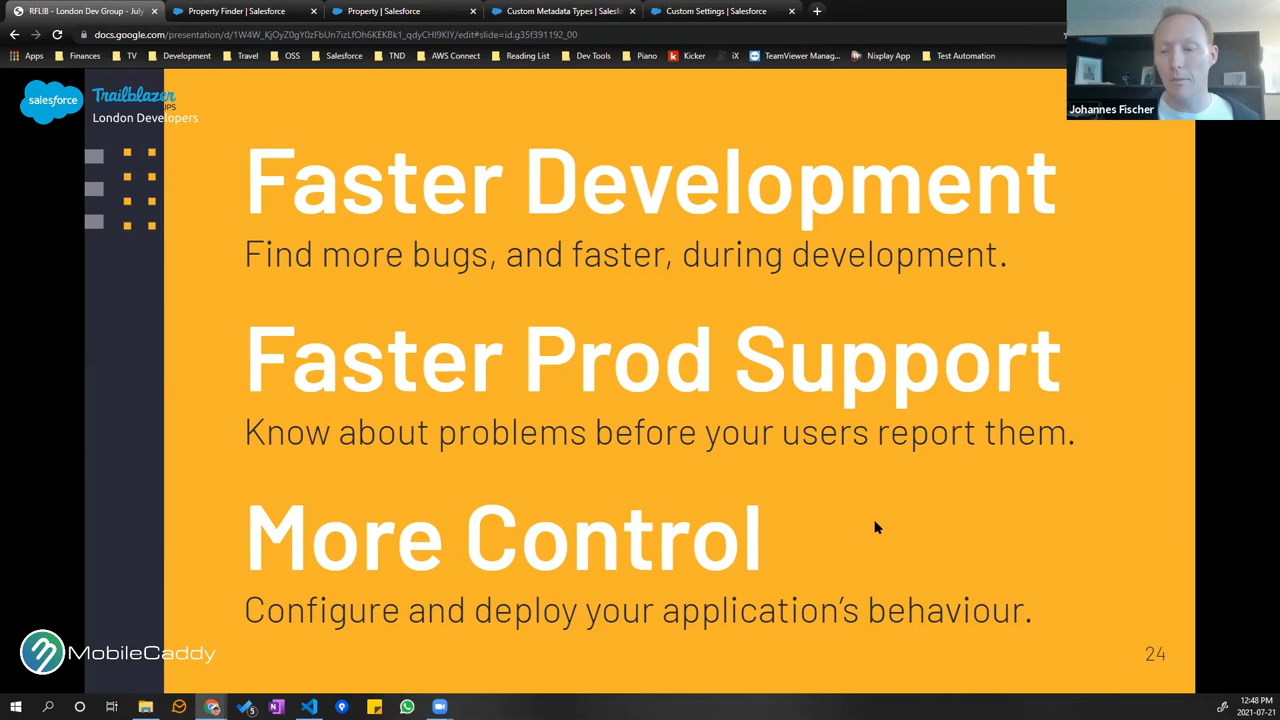 RFLIB - London Dev Group - July
Property Finder | Salesforce
Property | Salesforce
Custom Metadata Types | Salesf
Custom Settings | Salesforce
docs.google.com/presentation/d/1W4W_KjOyZ0gY0zFbUn7izLfOh6KEKBk1_qdyCHI9KIY/edit#slide=id.g35f391192_00
Apps
Finances
TV
Development
Travel
OSS
Salesforce
TND
AWS Connect
Reading List
Dev Tools
Piano
Kicker
iX
TeamViewer Manag...
Nixplay App
Test Automation
Johannes Fischer
salesforce
Trailblazer
London Developers
Faster Development
Find more bugs, and faster, during development.
Faster Prod Support
Know about problems before your users report them.
More Control
Configure and deploy your application's behaviour.
MobileCaddy
24
5
12:48 PM
2021-07-21